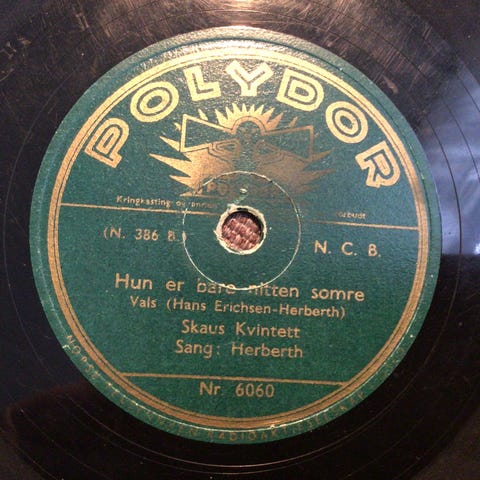 POLYDOR
Kringkasting og
forbudt
(N. 386 B.)
N. C. B.
Hun er bare nitten somre
Vals (Hans Erichsen-Herberth)
Skaus Kvintett
Sang: Herberth
Nr. 6060
NORSK